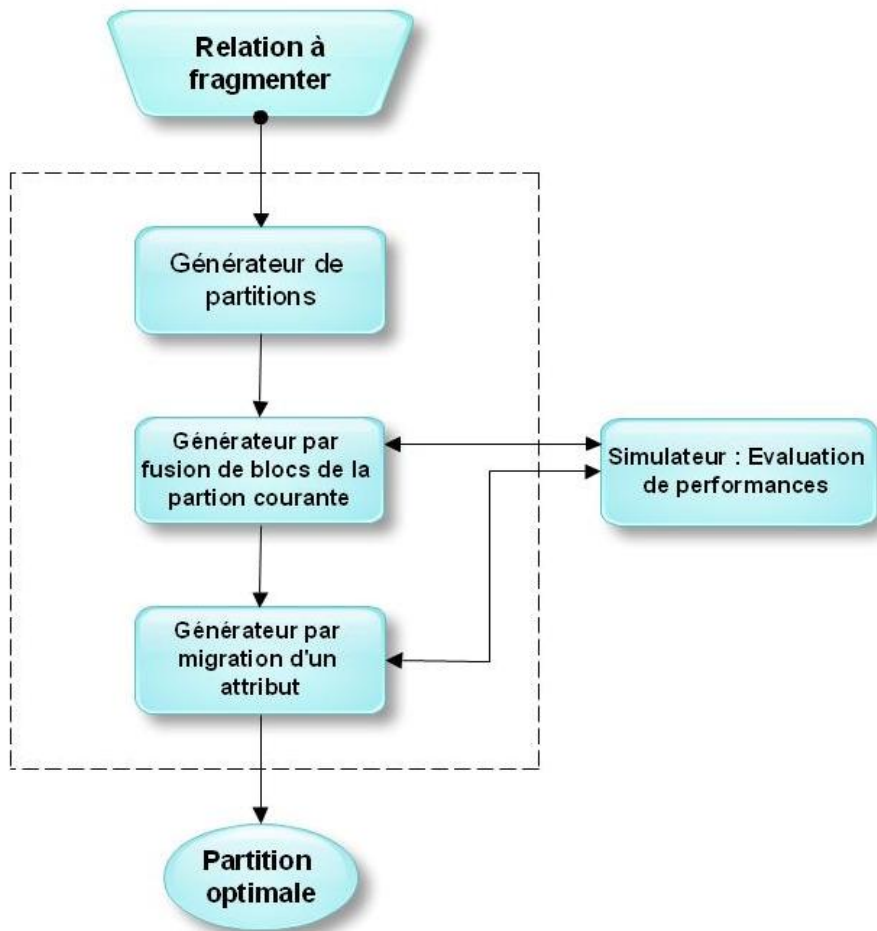 Relation à
fragmenter
Générateur de
partitions
Générateur par
fusion de blocs de la
partion courante
Simulateur : Evaluation
de performances
Générateur par
migration d'un
attribut
Partition
optimale